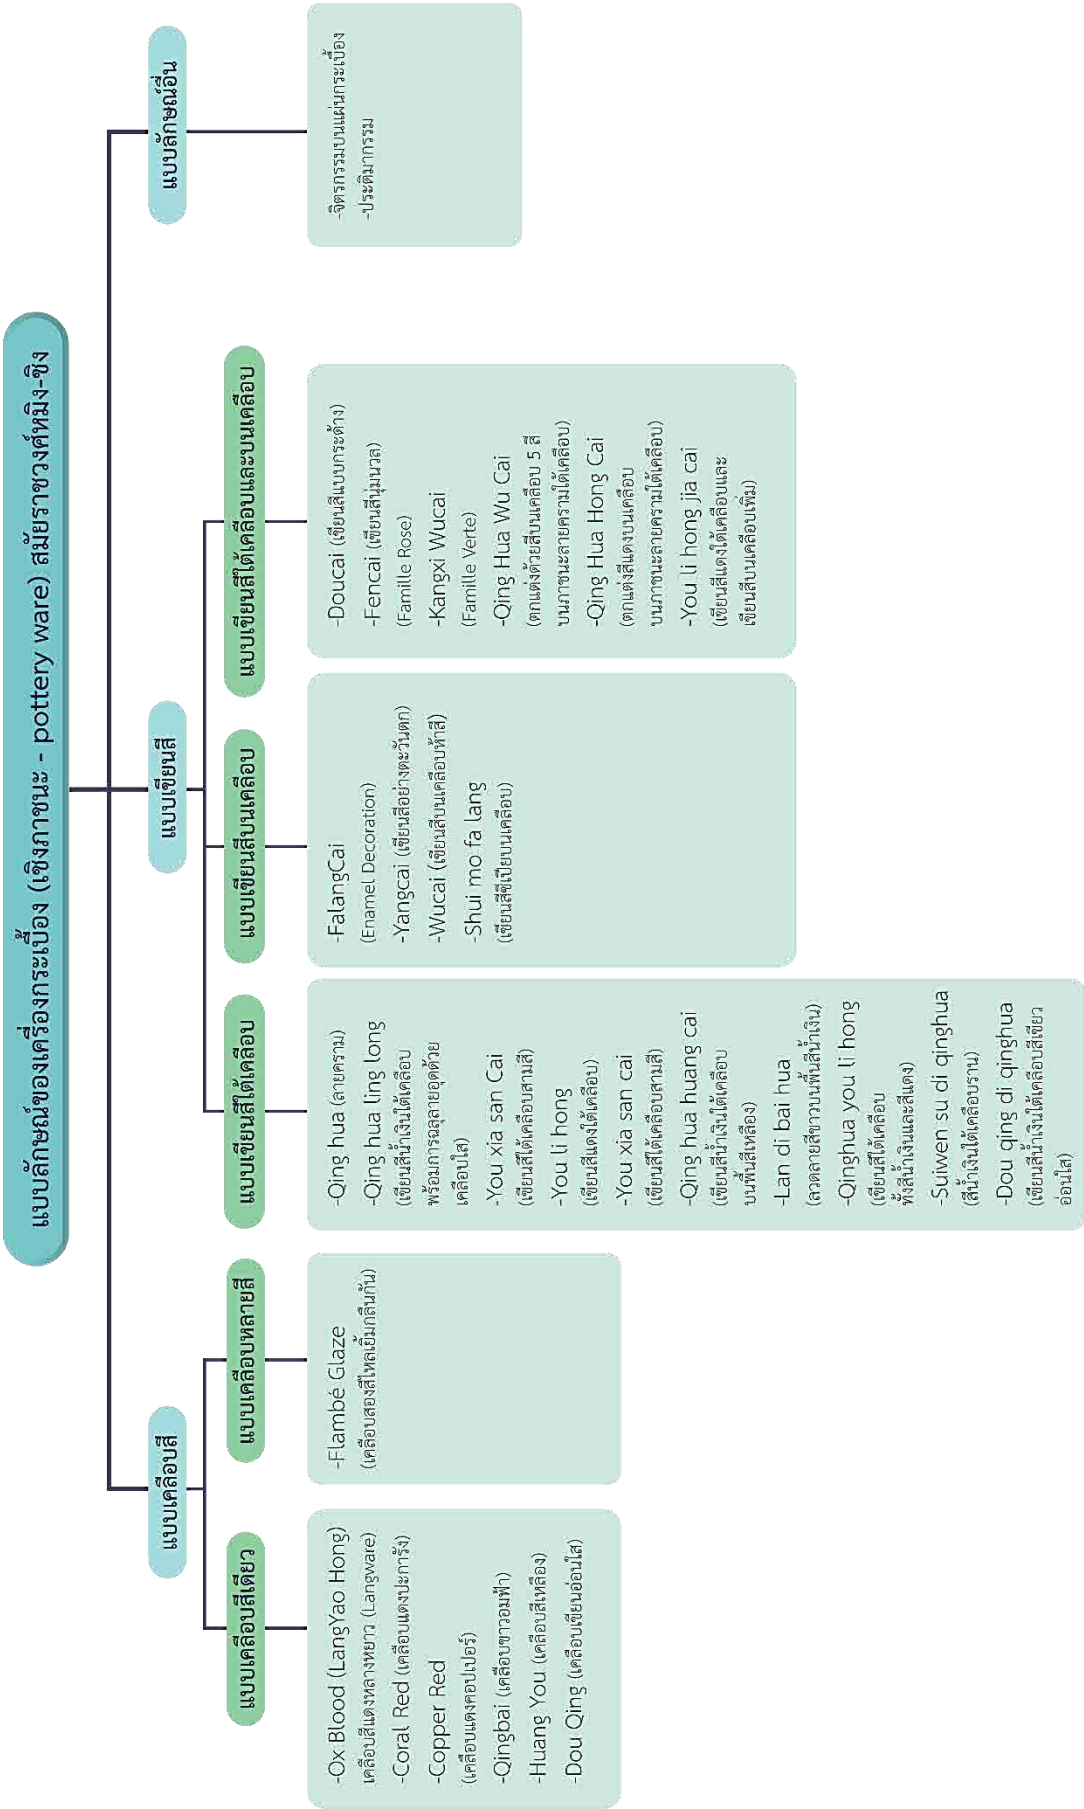 แบบลักษณ์ของเครื่องกระเบื้อง (เชิงภาชนะ - pottery ware) สมัยราชวงศ์หมิง-ชิง
แบบเคลือบสี
แบบเคลือบสีเดียว
-Ox Blood (LangYao Hong)
เคลือบสีแดงหลางหยาว (Langware)
-Coral Red (เคลือบแดงปะการัง)
-Copper Red
(เคลือบแดงคอปเปอร์)
-Qingbai (เคลือบขาวอมฟ้า)
-Huang You (เคลือบสีเหลือง)
-Dou Qing (เคลือบเขียนอ่อนใส)
แบบเคลือบหลายสี
-Flambé Glaze
(เคลือบสองสีไหลเยิ้มกลืนกัน)
แบบเขียนสี
แบบเขียนสีใต้เคลือบ
-Qing hua (ลายคราม)
-Qing hua ling long
(เขียนสีน้ำเงินใต้เคลือบ
พร้อมการฉลุลายอุดด้วย
เคลือบใส)
-You xia san Cai
(เขียนสีใต้เคลือบสามสี)
-You li hong
(เขียนสีแดงใต้เคลือบ)
-You xia san cai
(เขียนสีใต้เคลือบสามสี)
-Qing hua huang cai
(เขียนสีน้ำเงินใต้เคลือบ
บนพื้นสีเหลือง)
-Lan di bai hua
(ลวดลายสีขาวบนพื้นสีน้ำเงิน)
-Qinghua you li hong
(เขียนสีใต้เคลือบ
ทั้งสีน้ำเงินและสีแดง)
-Suiwen su di qinghua
(สีน้ำเงินใต้เคลือบราน)
-Dou qing di qinghua
(เขียนสีน้ำเงินใต้เคลือบสีเขียว
อ่อนใส)
แบบเขียนสีบนเคลือบ
-FalangCai
(Enamel Decoration)
-Yangcai (เขียนสีอย่างตะวันตก)
-Wucai (เขียนสีบนเคลือบห้าสี)
-Shui mo fa lang
(เขียนสีซีเปียบนเคลือบ)
แบบเขียนสีใต้เคลือบและบนเคลือบ
-Doucai (เขียนสีแบบกระด้าง)
-Fencai (เขียนสีนุ่มนวล)
(Famille Rose)
-Kangxi Wucai
(Famille Verte)
-Qing Hua Wu Cai
(ตกแต่งด้วยสีบนเคลือบ 5 สี
บนภาชนะลายครามใต้เคลือบ)
-Qing Hua Hong Cai
(ตกแต่งสีแดงบนเคลือบ
บนภาชนะลายครามใต้เคลือบ)
-You li hong jia cai
(เขียนสีแดงใต้เคลือบและ
เขียนสีบนเคลือบเพิ่ม)
แบบลักษณ์อื่น
-จิตรกรรมบนแผ่นกระเบื้อง
-ประติมากรรม